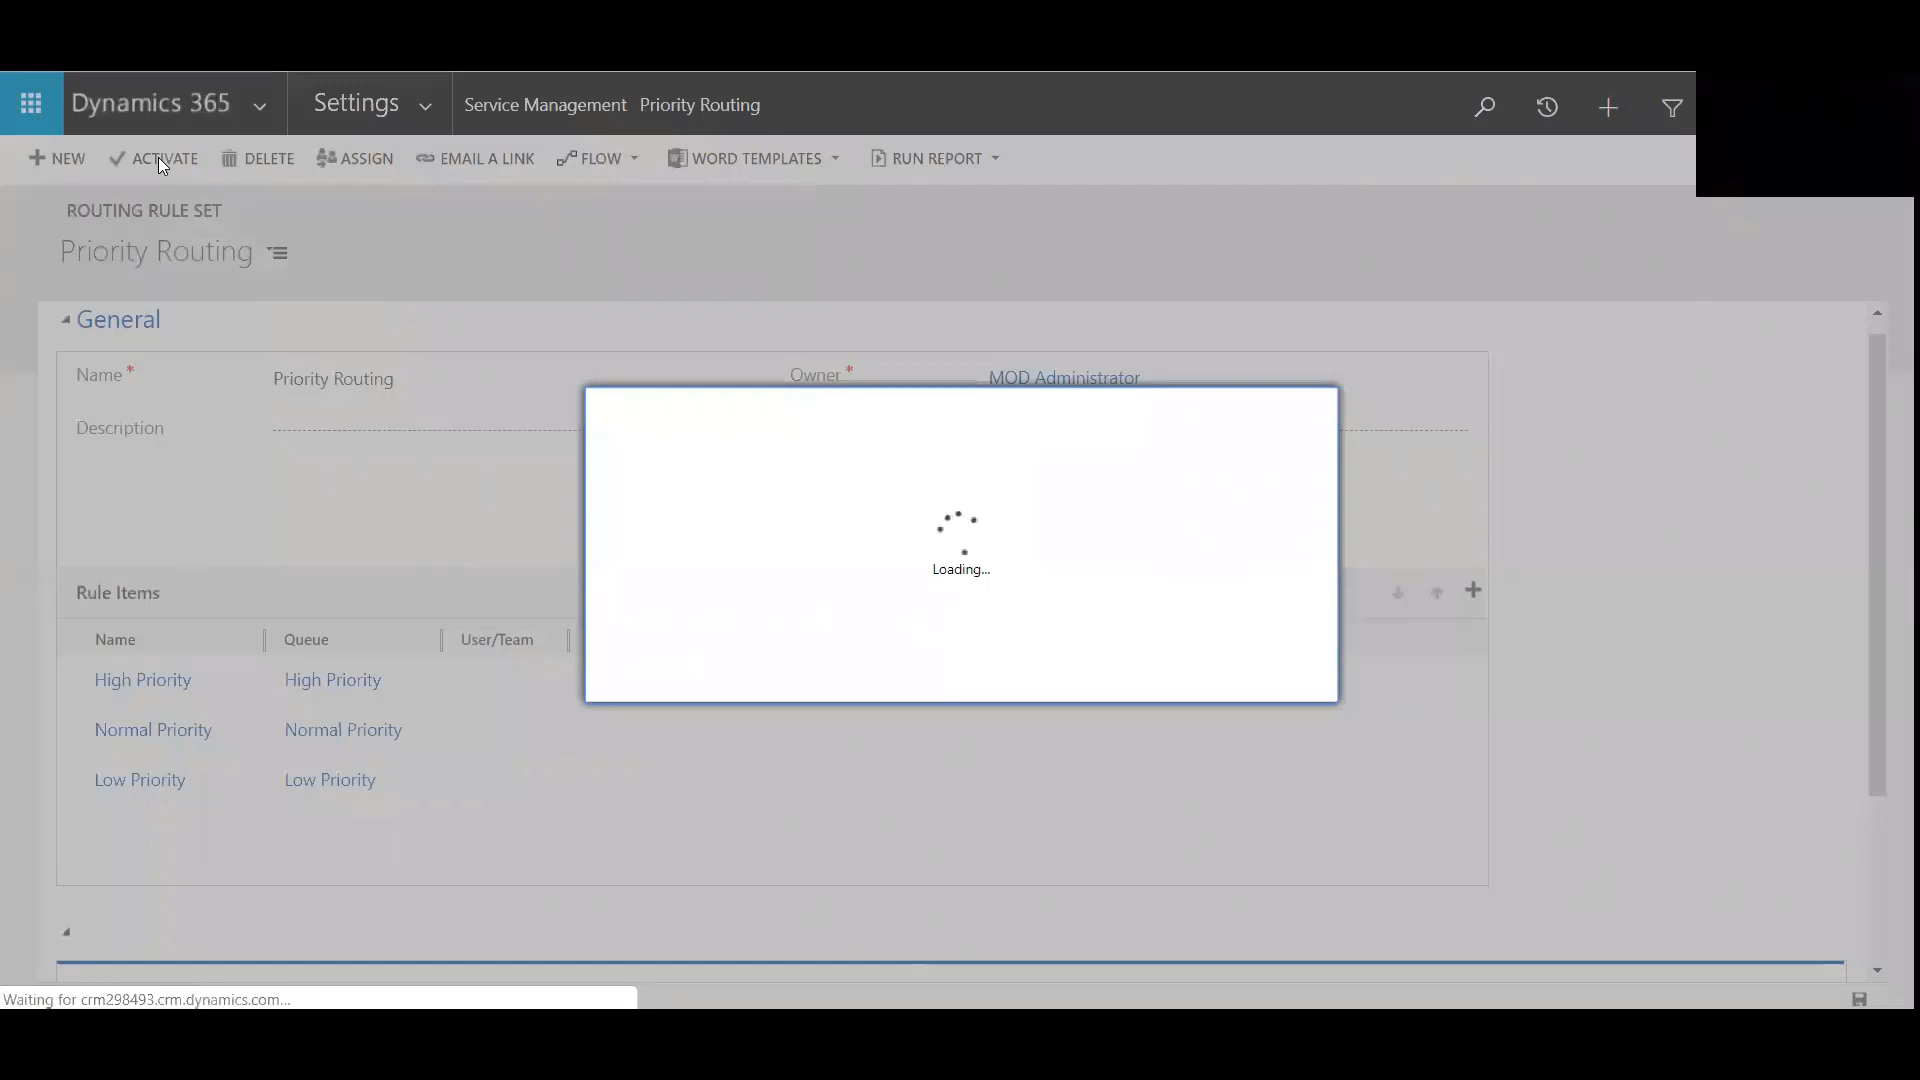 Dynamics 365 Settings Service Management Priority Routing
NEW ACTIVATE DELETE ASSIGN EMAIL A LINK FLOW WORD TEMPLATES RUN REPORT
ROUTING RULE SET
Priority Routing
General
Name * Priority Routing Owner * MOD Administrator
Description
Loading...
Rule Items
Name Queue User/Team
High Priority High Priority
Normal Priority Normal Priority
Low Priority Low Priority
Waiting for crm298493.crm.dynamics.com...